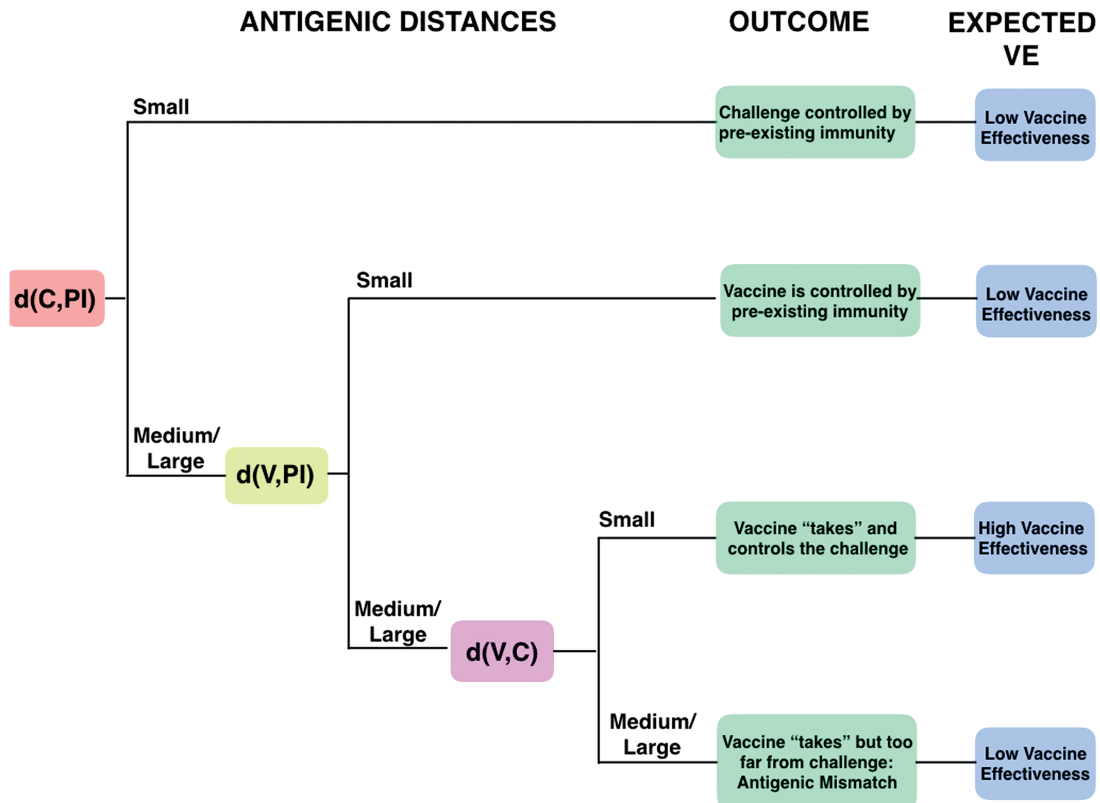 ANTIGENIC DISTANCES
OUTCOME
EXPECTED
VE
Small
Challenge controlled by
pre-existing immunity
Low Vaccine
Effectiveness
d(C,PI)
Small
Vaccine is controlled by
pre-existing immunity
Low Vaccine
Effectiveness
Medium/
Large
d(V,PI)
Small
Vaccine “takes” and
controls the challenge
High Vaccine
Effectiveness
Medium/
Large
d(V,C)
Medium/
Large
Vaccine “takes” but too
far from challenge:
Antigenic Mismatch
Low Vaccine
Effectiveness